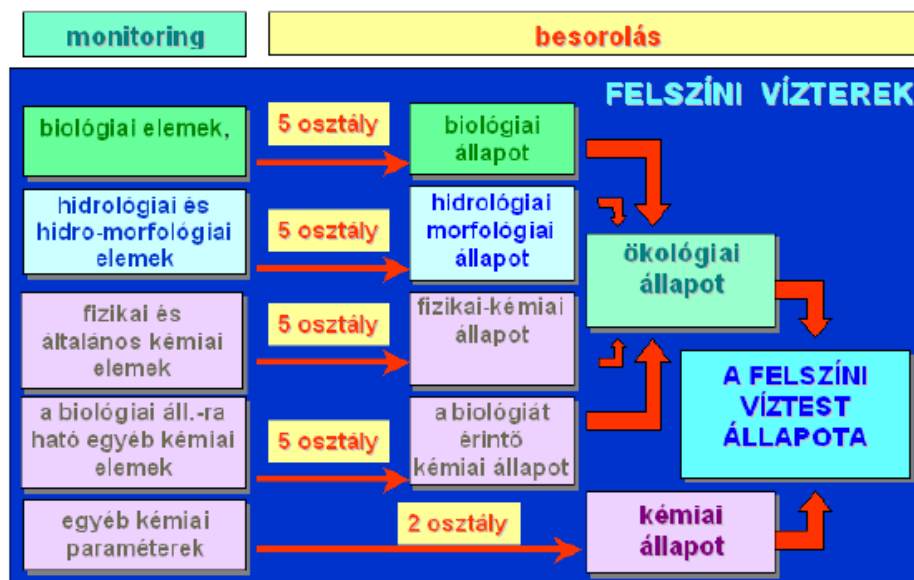 monitoring
besorolás
FELSZÍNI VÍZTEREK
biológiai elemek,
5 osztály
biológiai
állapot
hidrológiai és
hidro-morfológiai
elemek
5 osztály
hidrológiai
morfológiai
állapot
ökológiai
állapot
fizikai és
általános kémiai
elemek
5 osztály
fizikai-kémiai
állapot
A FELSZÍNI
VÍZTEST
ÁLLAPOTA
a biológiai áll.-ra
ható egyéb kémiai
elemek
5 osztály
a biológiát
érintő
kémiai állapot
egyéb kémiai
paraméterek
2 osztály
kémiai
állapot